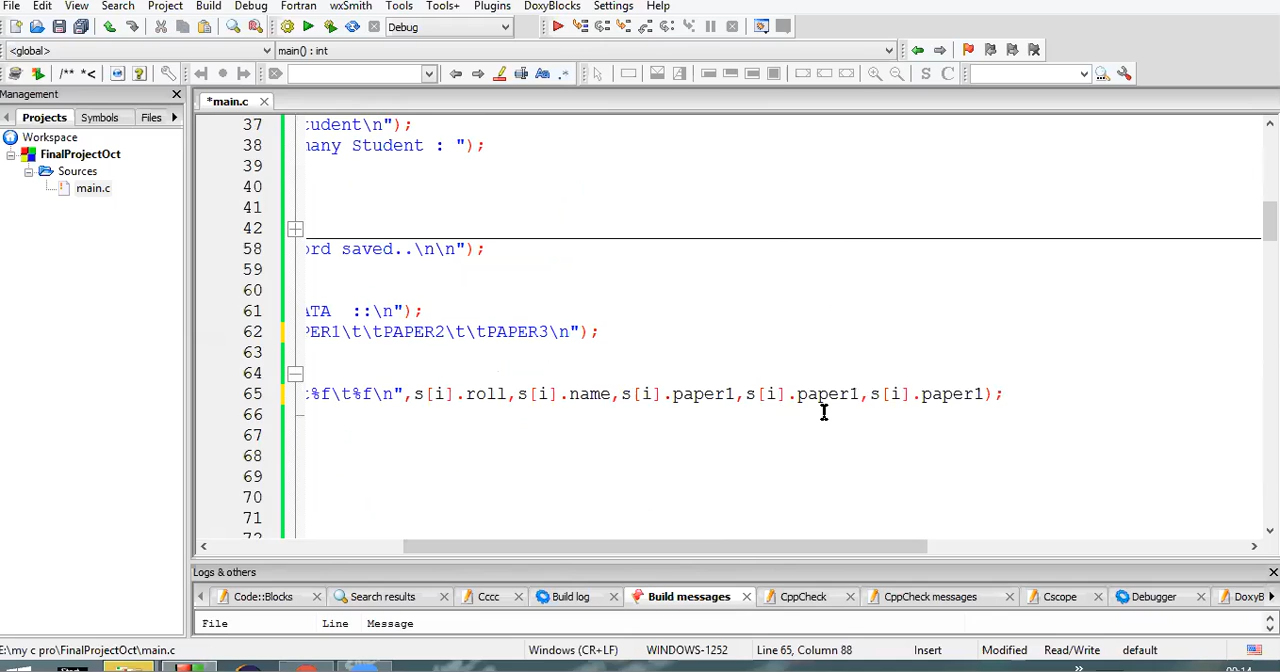 File Edit View Search Project Build Debug Fortran wxSmith Tools Tools+ Plugins DoxyBlocks Settings Help
Debug
<global> main() : int
/** *<
S C
Management
*main.c
Projects Symbols Files
Workspace
FinalProjectOct
Sources
main.c
37 tudent\n");
38 many Student : ");
39
40
41
42
58 ord saved..\n\n");
59
60
61 ATA ::\n");
62 PER1\t\tPAPER2\t\tPAPER3\n");
63
64
65 %f\t%f\n",s[i].roll,s[i].name,s[i].paper1,s[i].paper1,s[i].paper1);
66
67
68
69
70
71
72
Logs & others
Code::Blocks Search results Cccc Build log Build messages CppCheck CppCheck messages Cscope Debugger DoxyB
File Line Message
E:\my c pro\FinalProjectOct\main.c Windows (CR+LF) WINDOWS-1252 Line 65, Column 88 Insert Modified Read/Write default